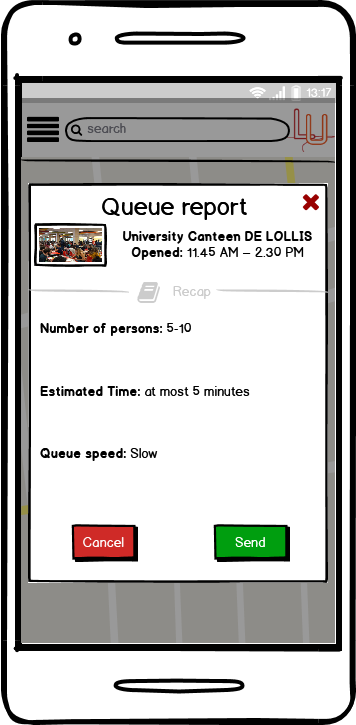 13:17
search
LU
Queue report
University Canteen DE LOLLIS
Opened: 11.45 AM – 2.30 PM
Recap
Number of persons: 5-10
Estimated Time: at most 5 minutes
Queue speed: Slow
Cancel
Send